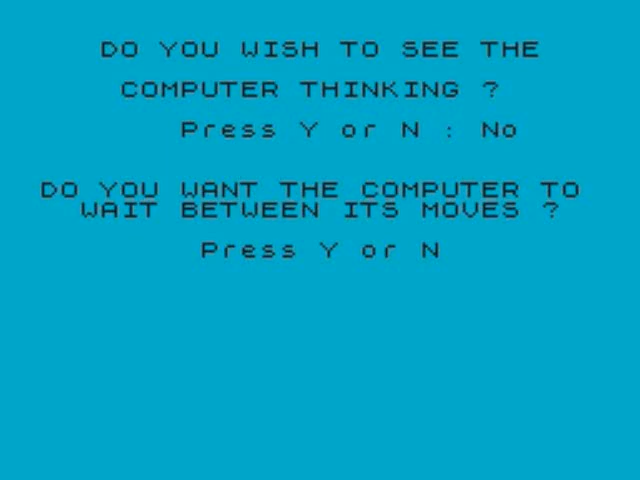 DO YOU WISH TO SEE THE
COMPUTER THINKING ?
Press Y or N : No
DO YOU WANT THE COMPUTER TO
WAIT BETWEEN ITS MOVES ?
Press Y or N